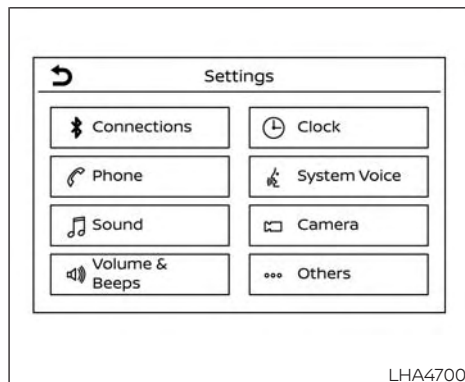 Settings
Connections
Clock
Phone
System Voice
Sound
Camera
Volume &
Beeps
Others
LHA4700